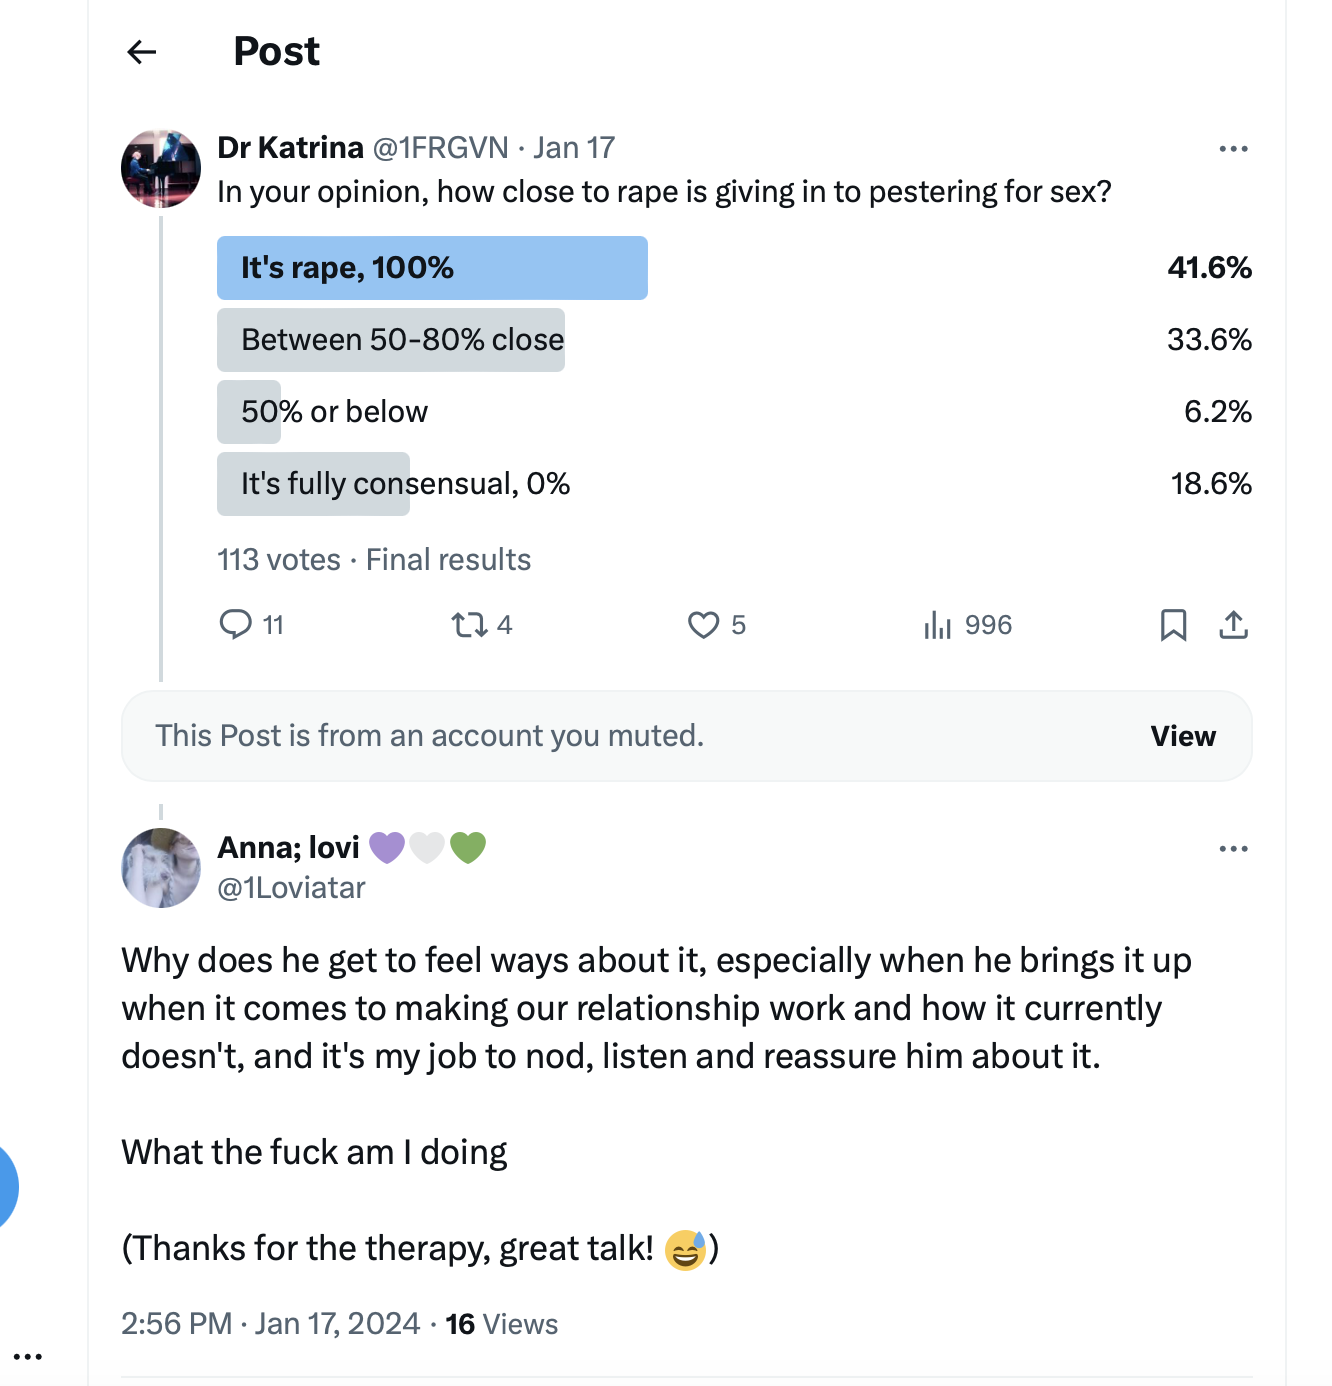 Post
Dr Katrina @1FRGVN · Jan 17
In your opinion, how close to rape is giving in to pestering for sex?
It's rape, 100% 41.6%
Between 50-80% close 33.6%
50% or below 6.2%
It's fully consensual, 0% 18.6%
113 votes · Final results
11 4 5 996
This Post is from an account you muted. View
Anna; lovi 💜🤍💚
@1Loviatar
Why does he get to feel ways about it, especially when he brings it up
when it comes to making our relationship work and how it currently
doesn't, and it's my job to nod, listen and reassure him about it.
What the fuck am I doing
(Thanks for the therapy, great talk! 😅)
2:56 PM · Jan 17, 2024 · 16 Views